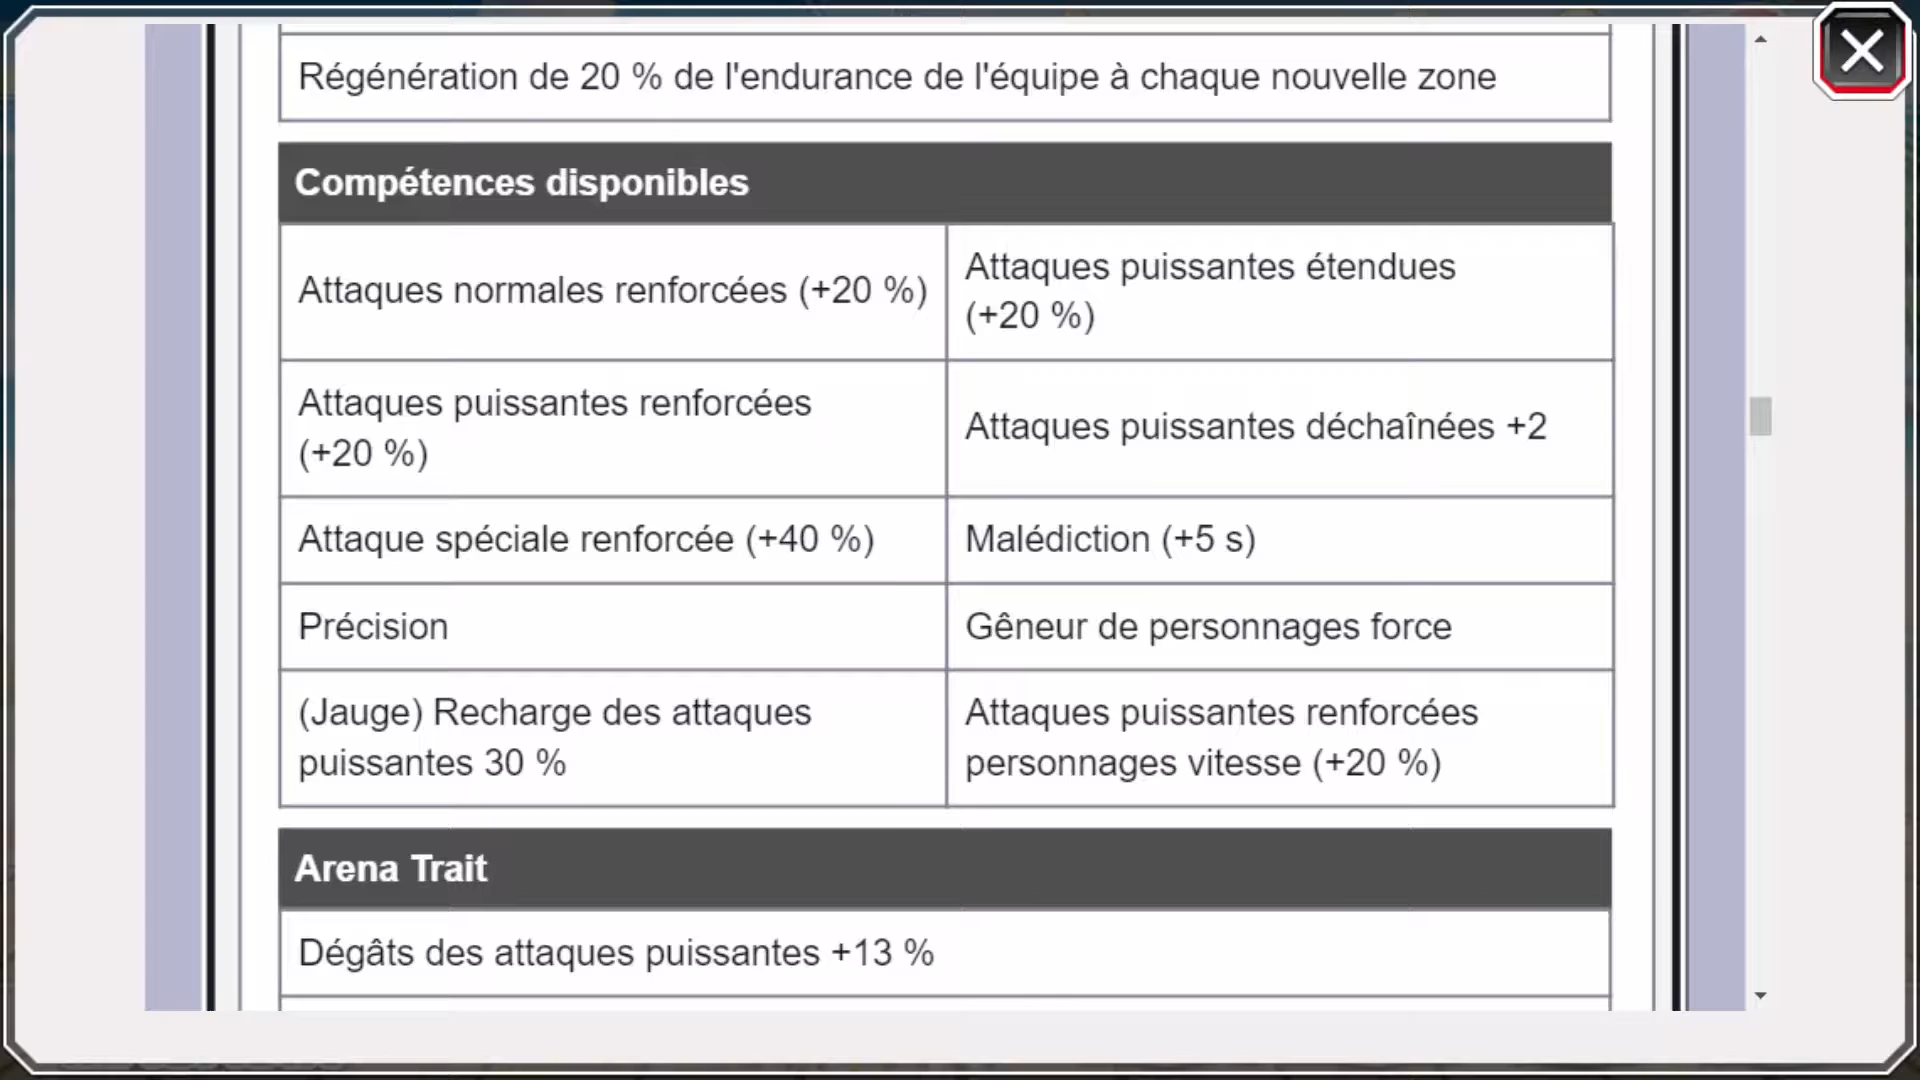 Régénération de 20 % de l'endurance de l'équipe à chaque nouvelle zone
Compétences disponibles
Attaques normales renforcées (+20 %)
Attaques puissantes étendues
(+20 %)
Attaques puissantes renforcées
(+20 %)
Attaques puissantes déchaînées +2
Attaque spéciale renforcée (+40 %)
Malédiction (+5 s)
Précision
Gêneur de personnages force
(Jauge) Recharge des attaques
puissantes 30 %
Attaques puissantes renforcées
personnages vitesse (+20 %)
Arena Trait
Dégâts des attaques puissantes +13 %